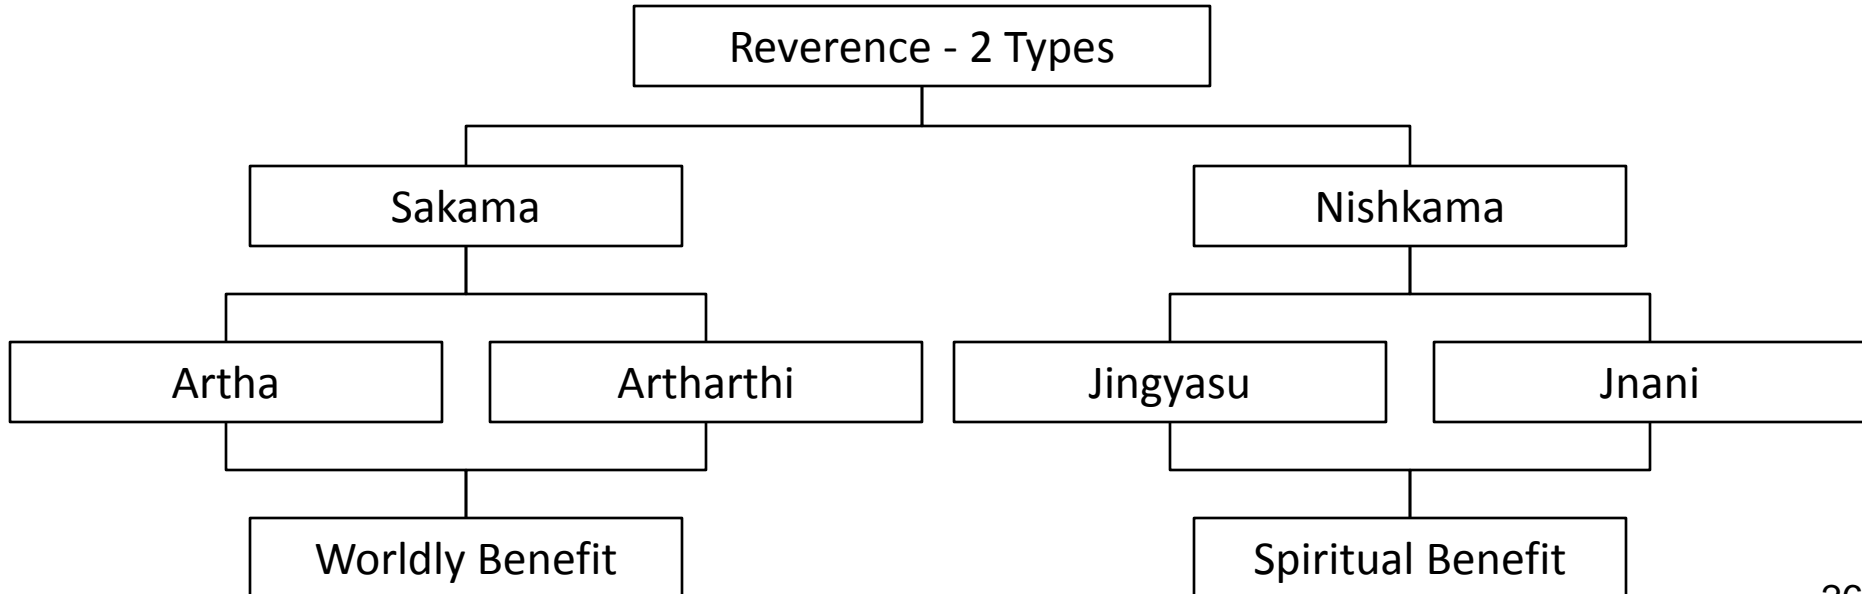 Reverence - 2 Types
Sakama
Nishkama
Artha
Artharthi
Jingyasu
Jnani
Worldly Benefit
Spiritual Benefit